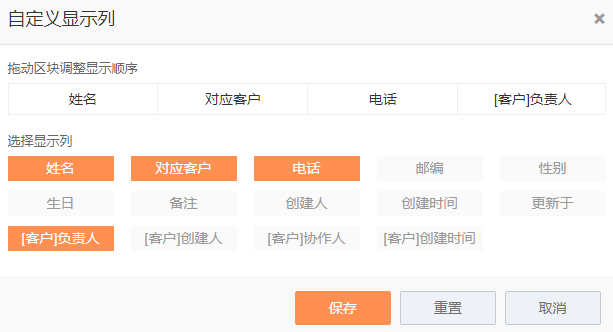 自定义显示列 ×
拖动区块调整显示顺序
姓名 对应客户 电话 [客户]负责人
选择显示列
姓名 对应客户 电话 邮编 性别
生日 备注 创建人 创建时间 更新于
[客户]负责人 [客户]创建人 [客户]协作人 [客户]创建时间
保存 重置 取消